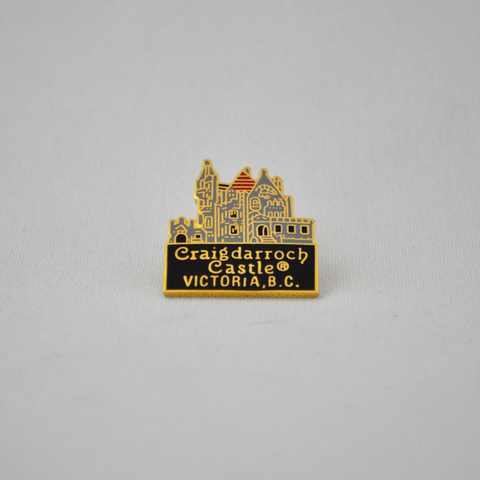 Craigdarroch
Castle®
VICTORIA, B.C.